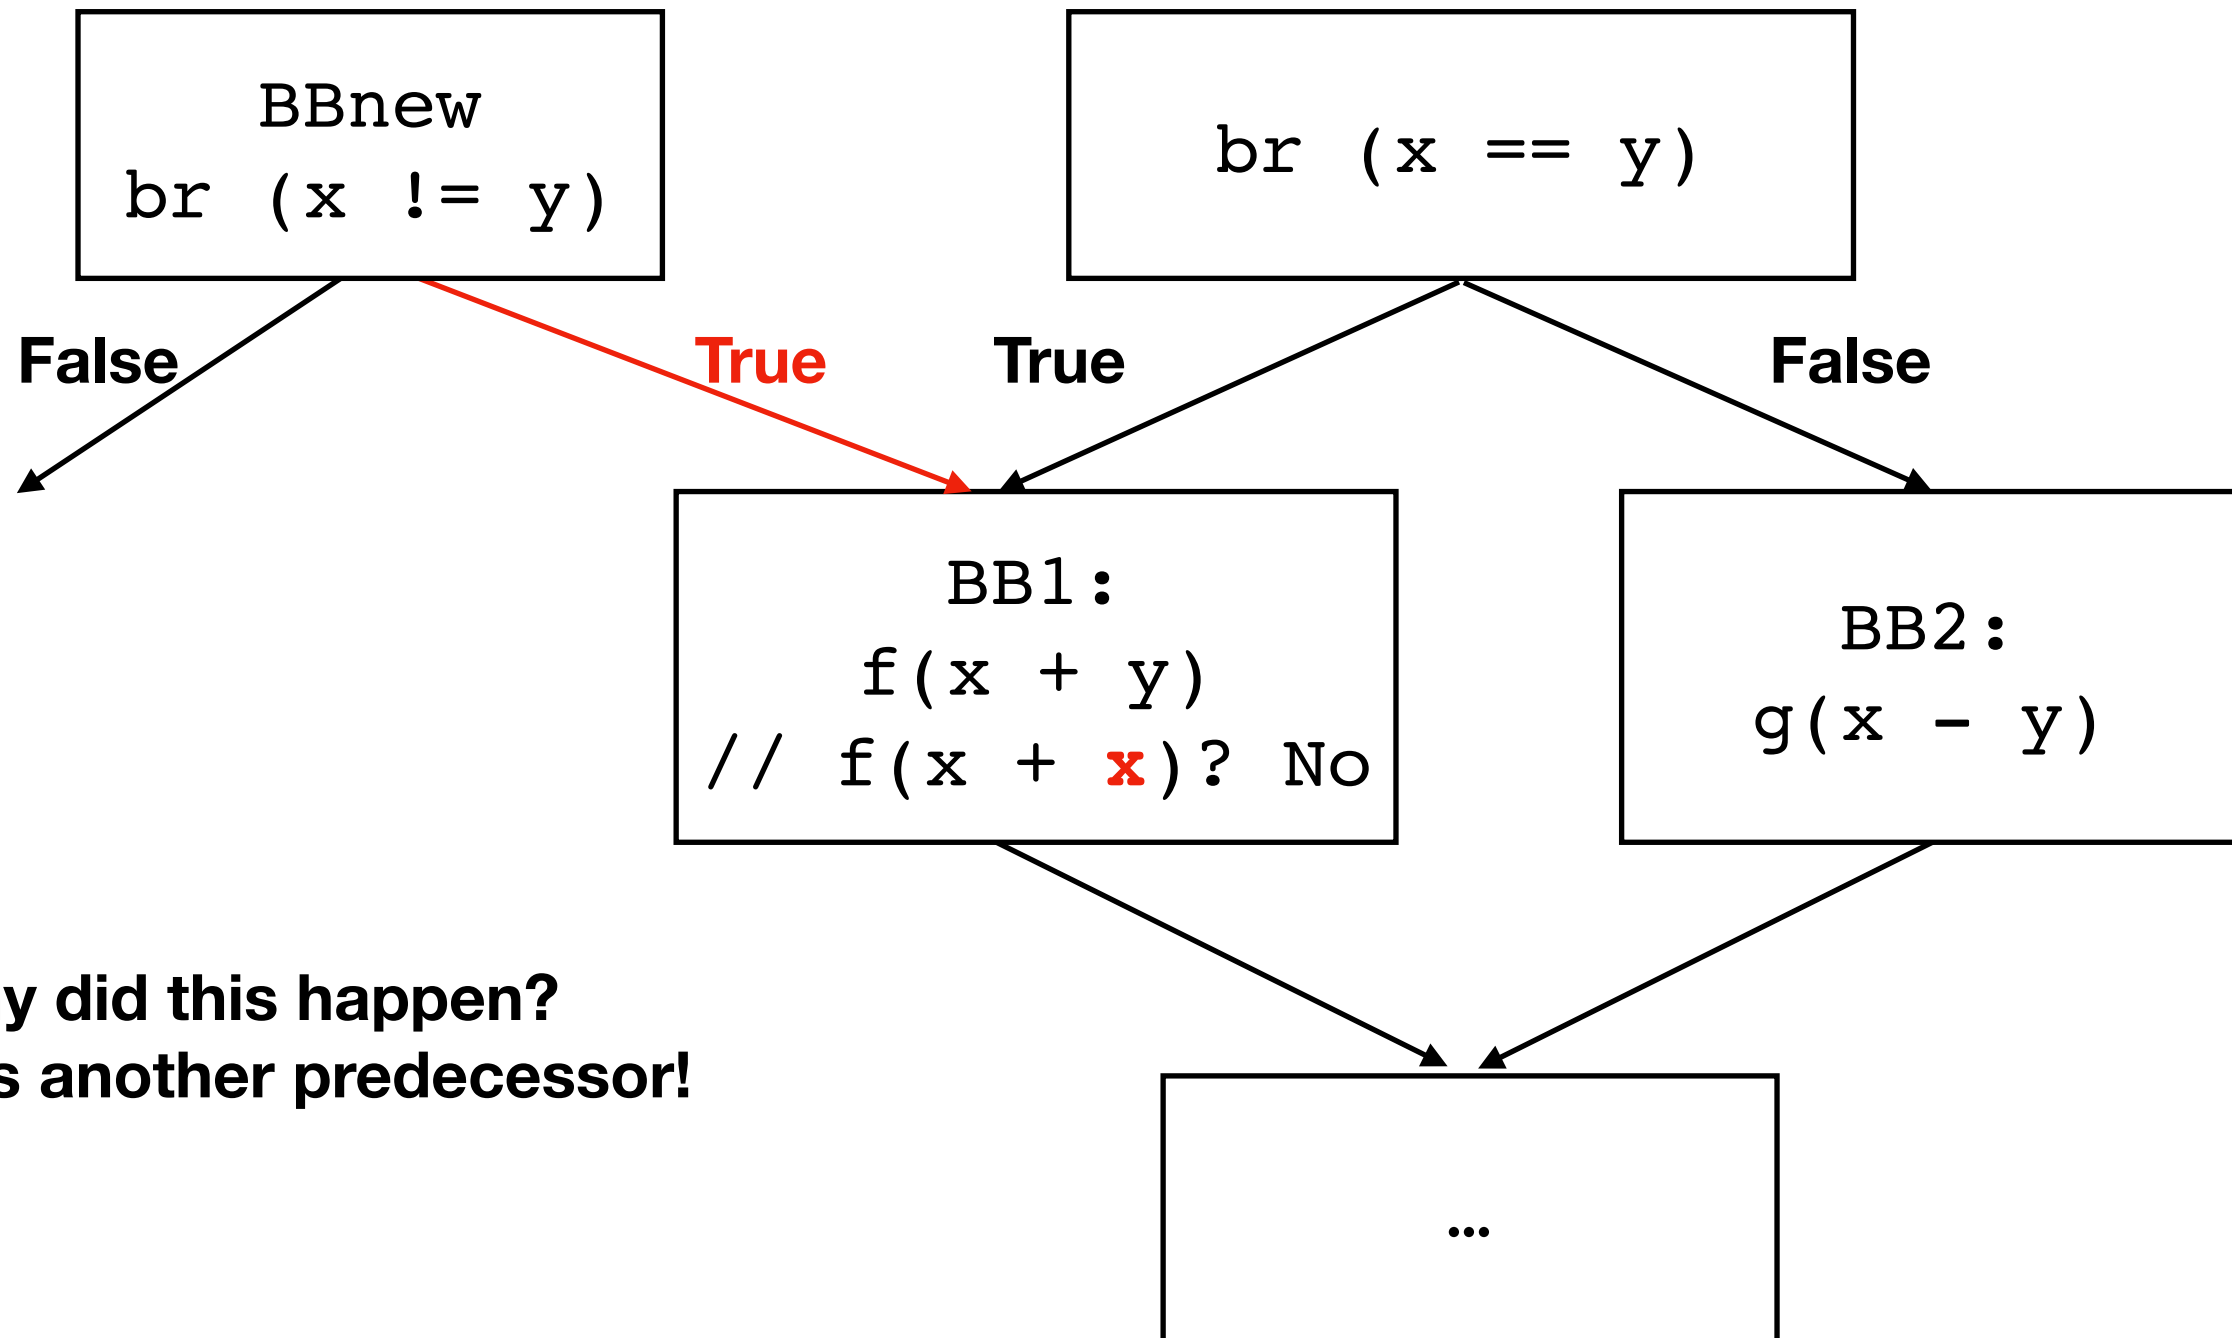 BBnew
br (x != y)
br (x == y)
False
True
True
False
BB1:
f(x + y)
// f(x + x)? No
BB2:
g(x - y)
y did this happen?
s another predecessor!
…